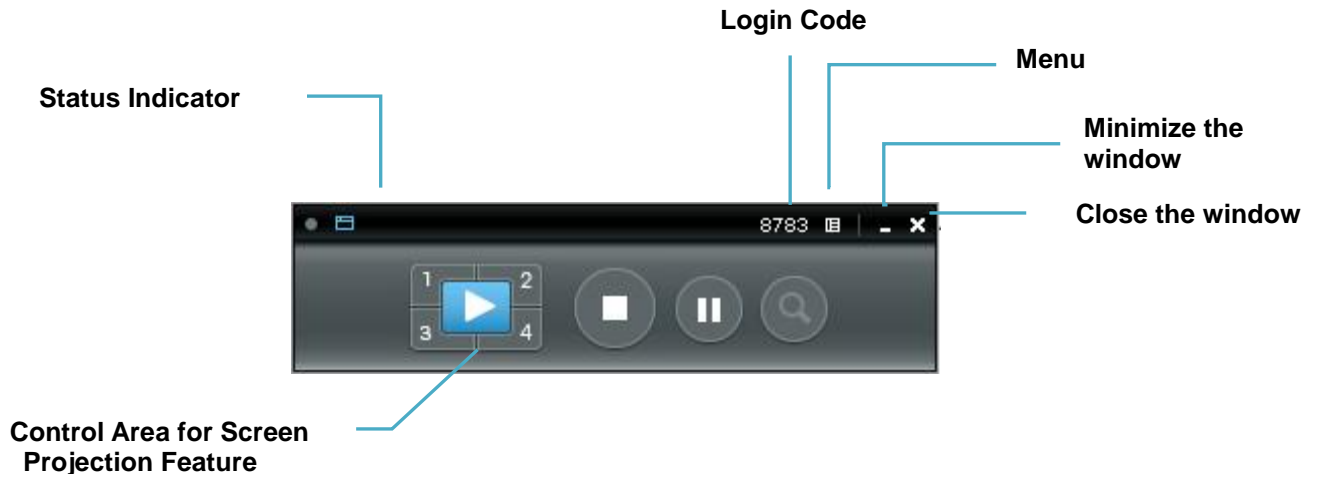 Login Code
Menu
Status Indicator
Minimize the
window
Close the window
8783
1 2
3 4
Control Area for Screen
Projection Feature